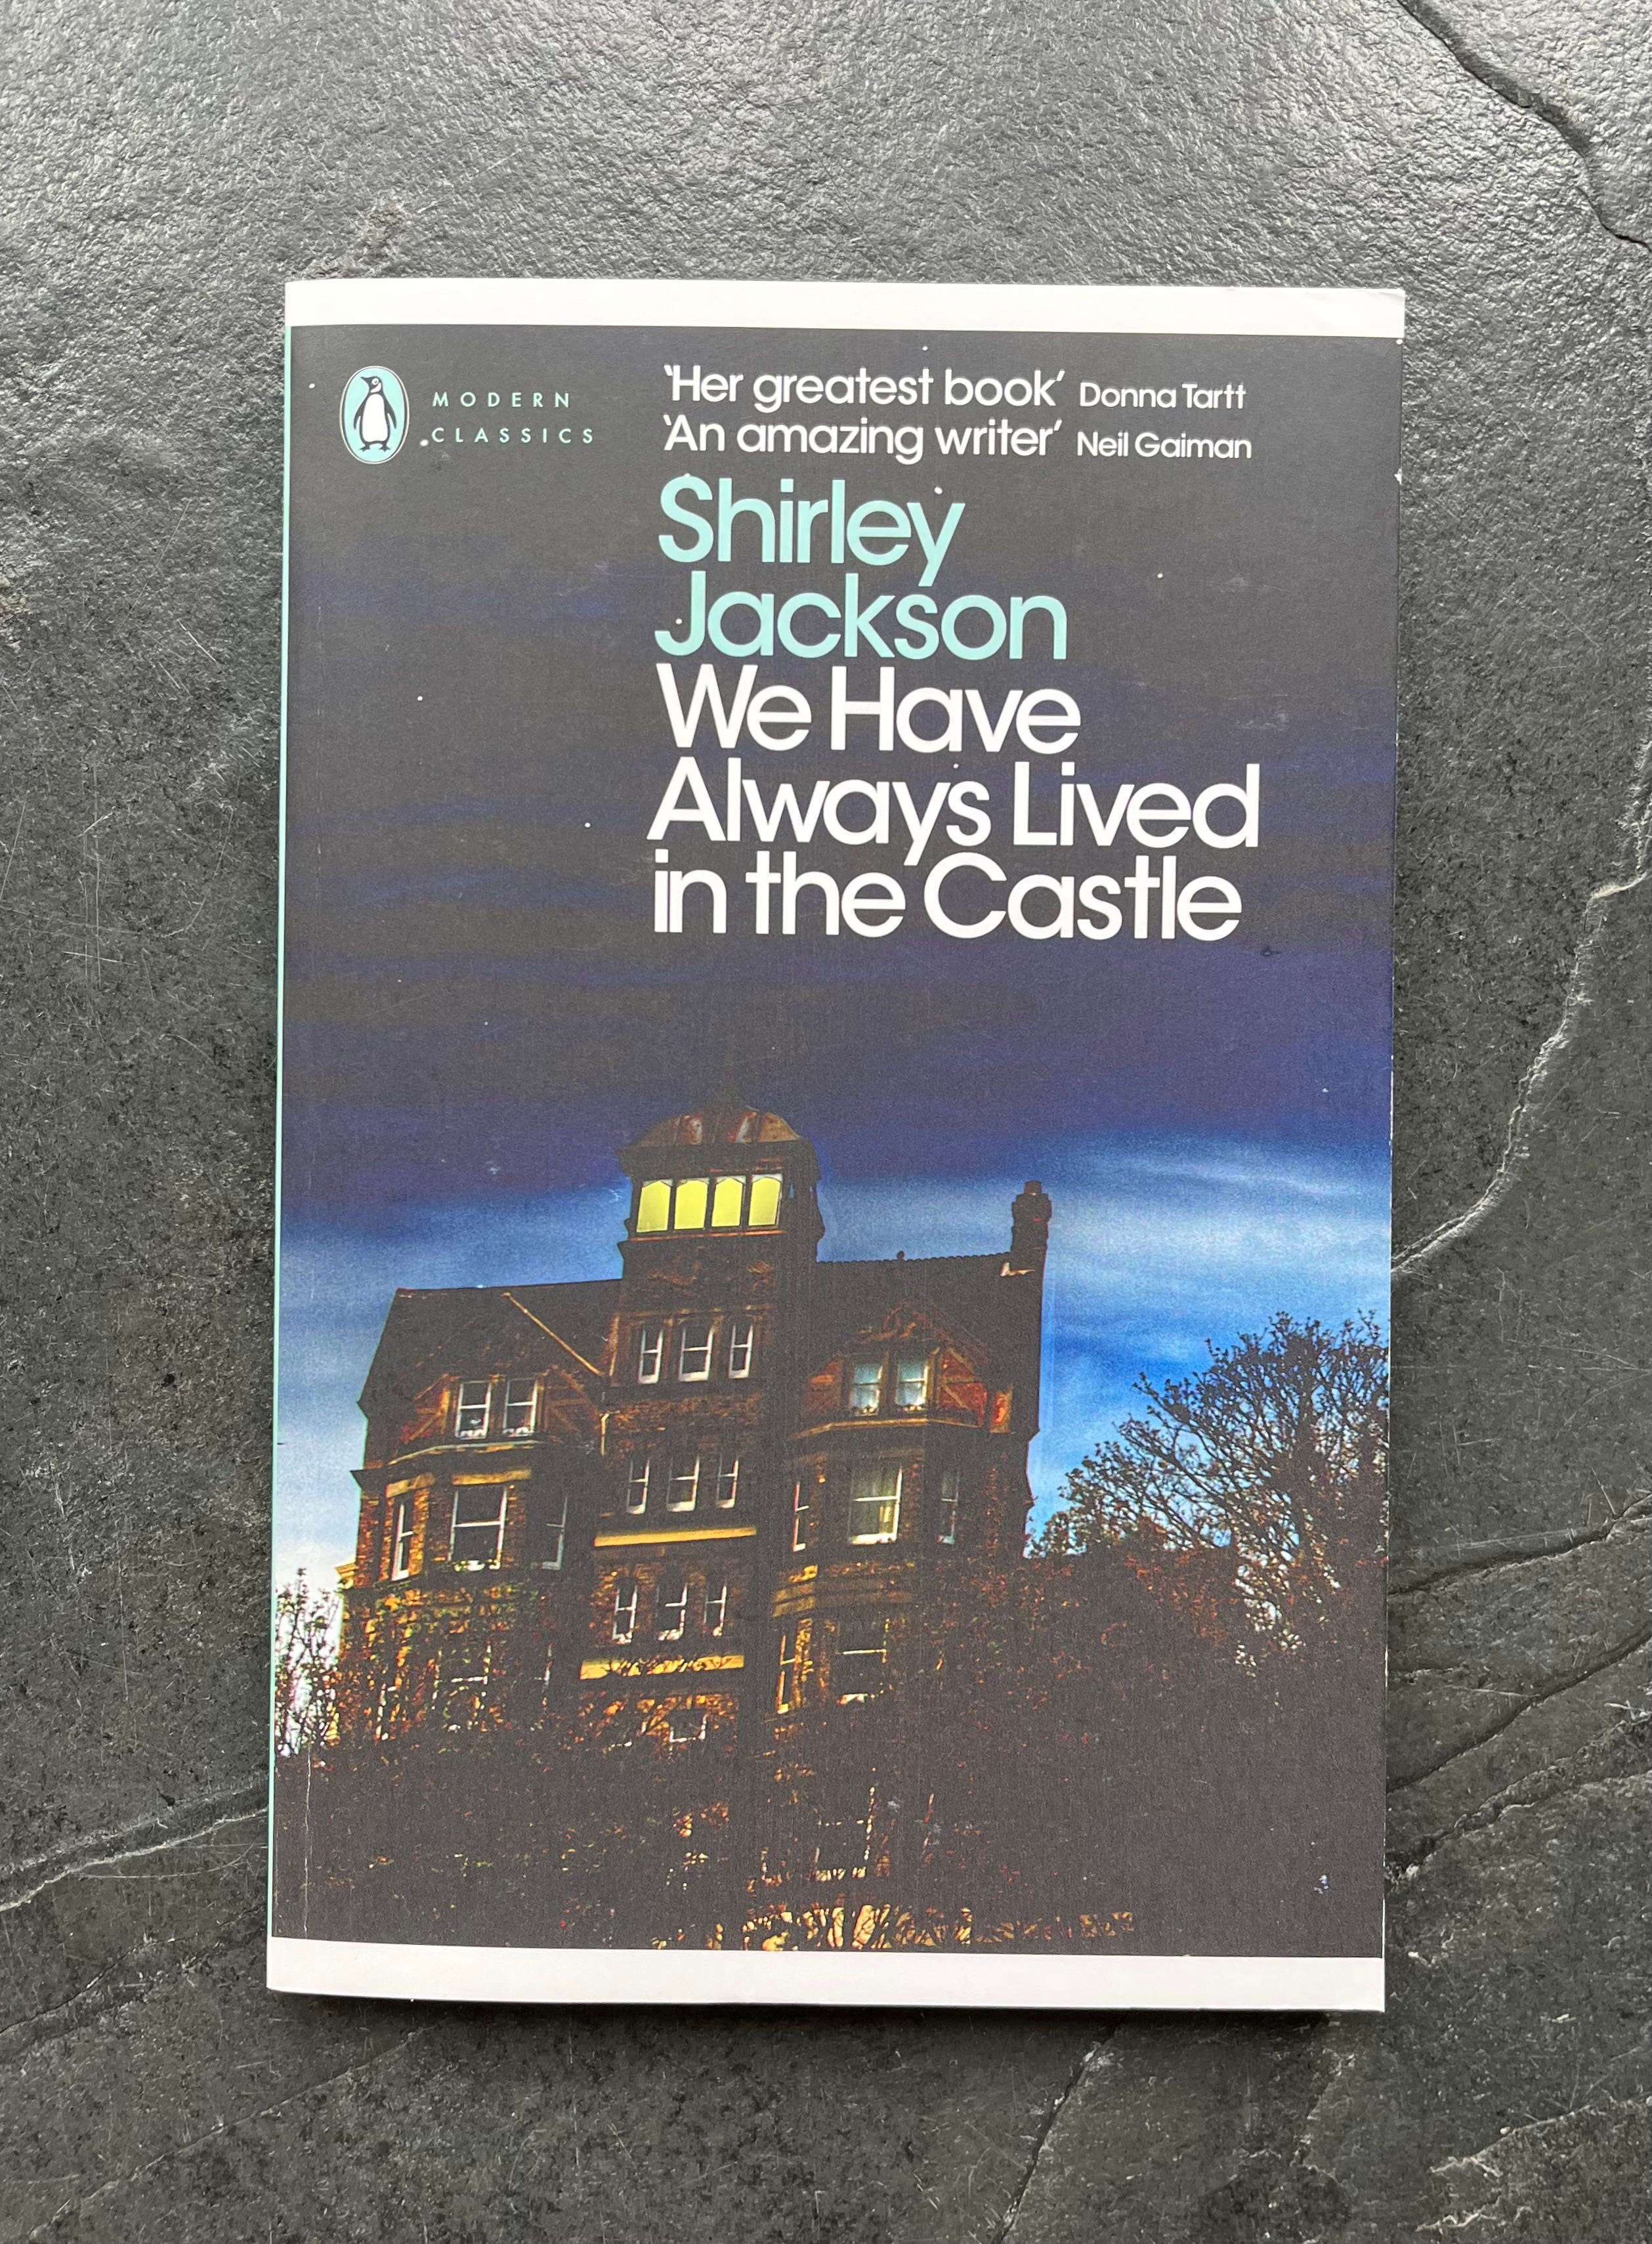 MODERN
CLASSICS
‘Her greatest book’ Donna Tartt
‘An amazing writer’ Neil Gaiman
Shirley
Jackson
We Have
Always Lived
in the Castle